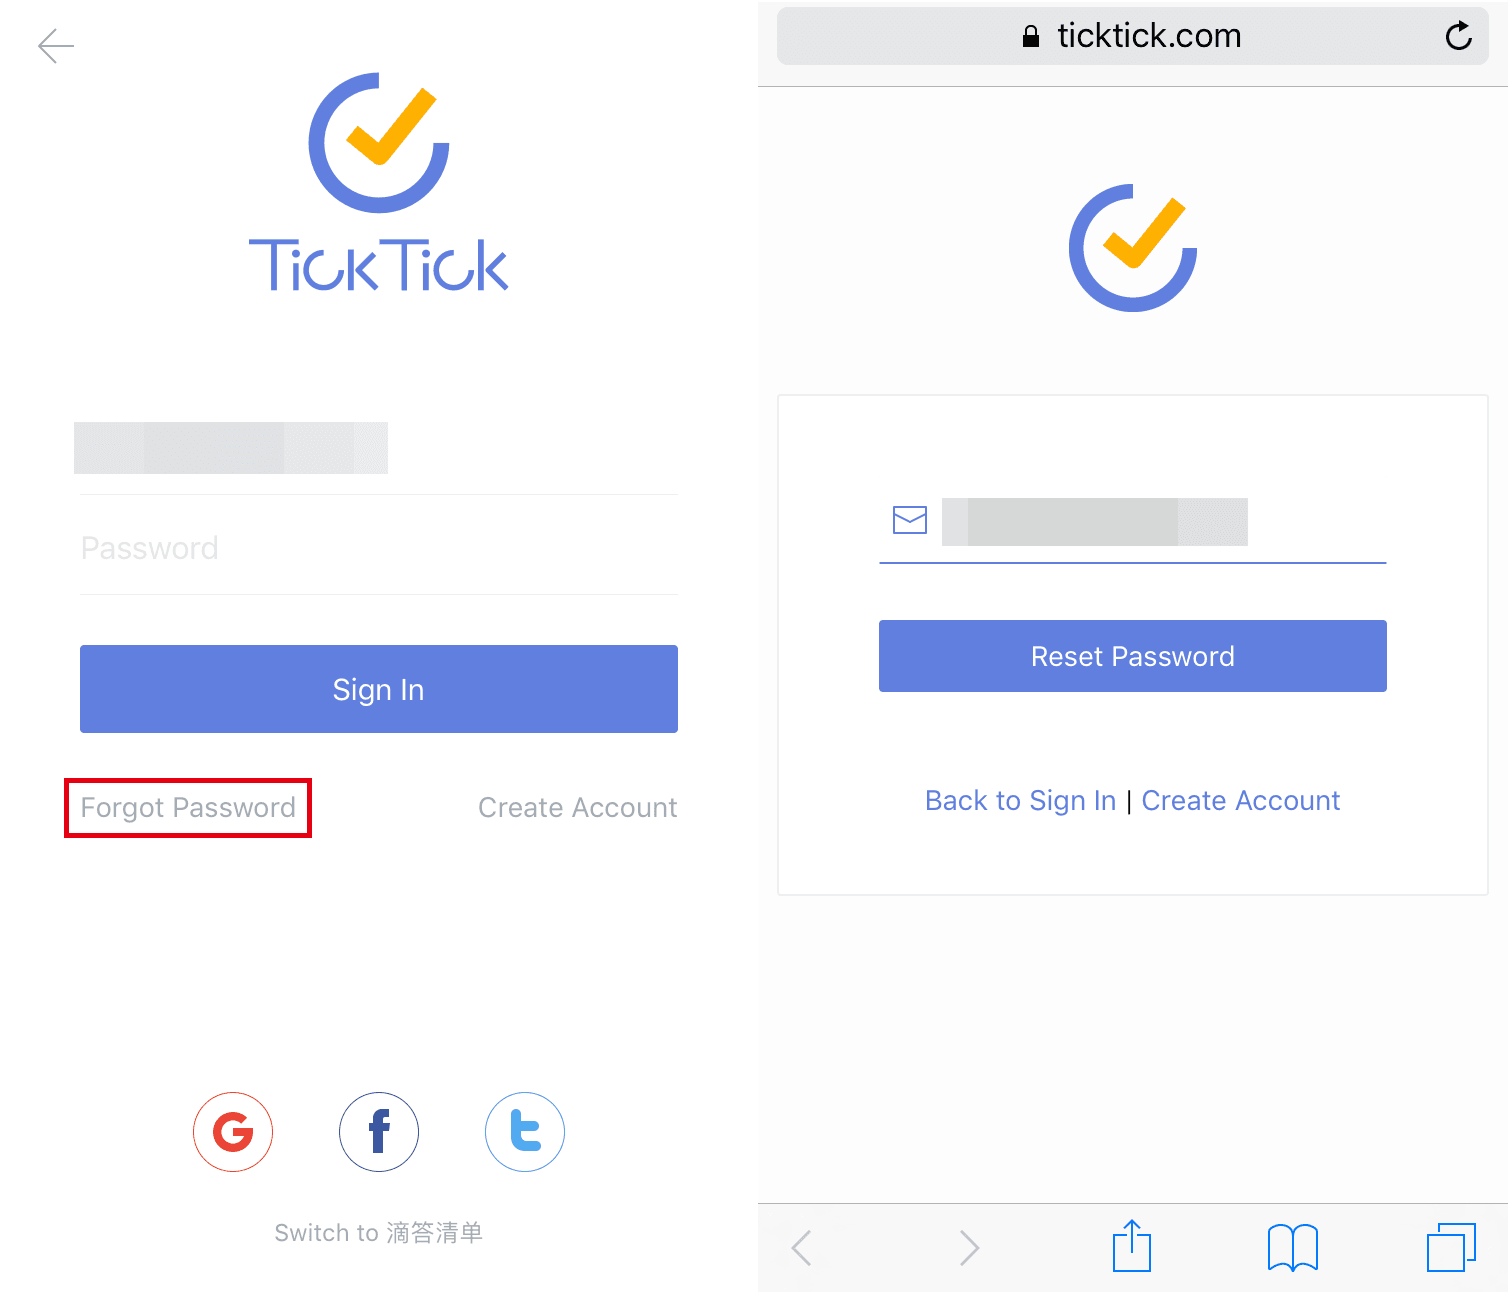 TickTick
Password
Sign In
Forgot Password
Create Account
Switch to 滴答清单
ticktick.com
Reset Password
Back to Sign In | Create Account